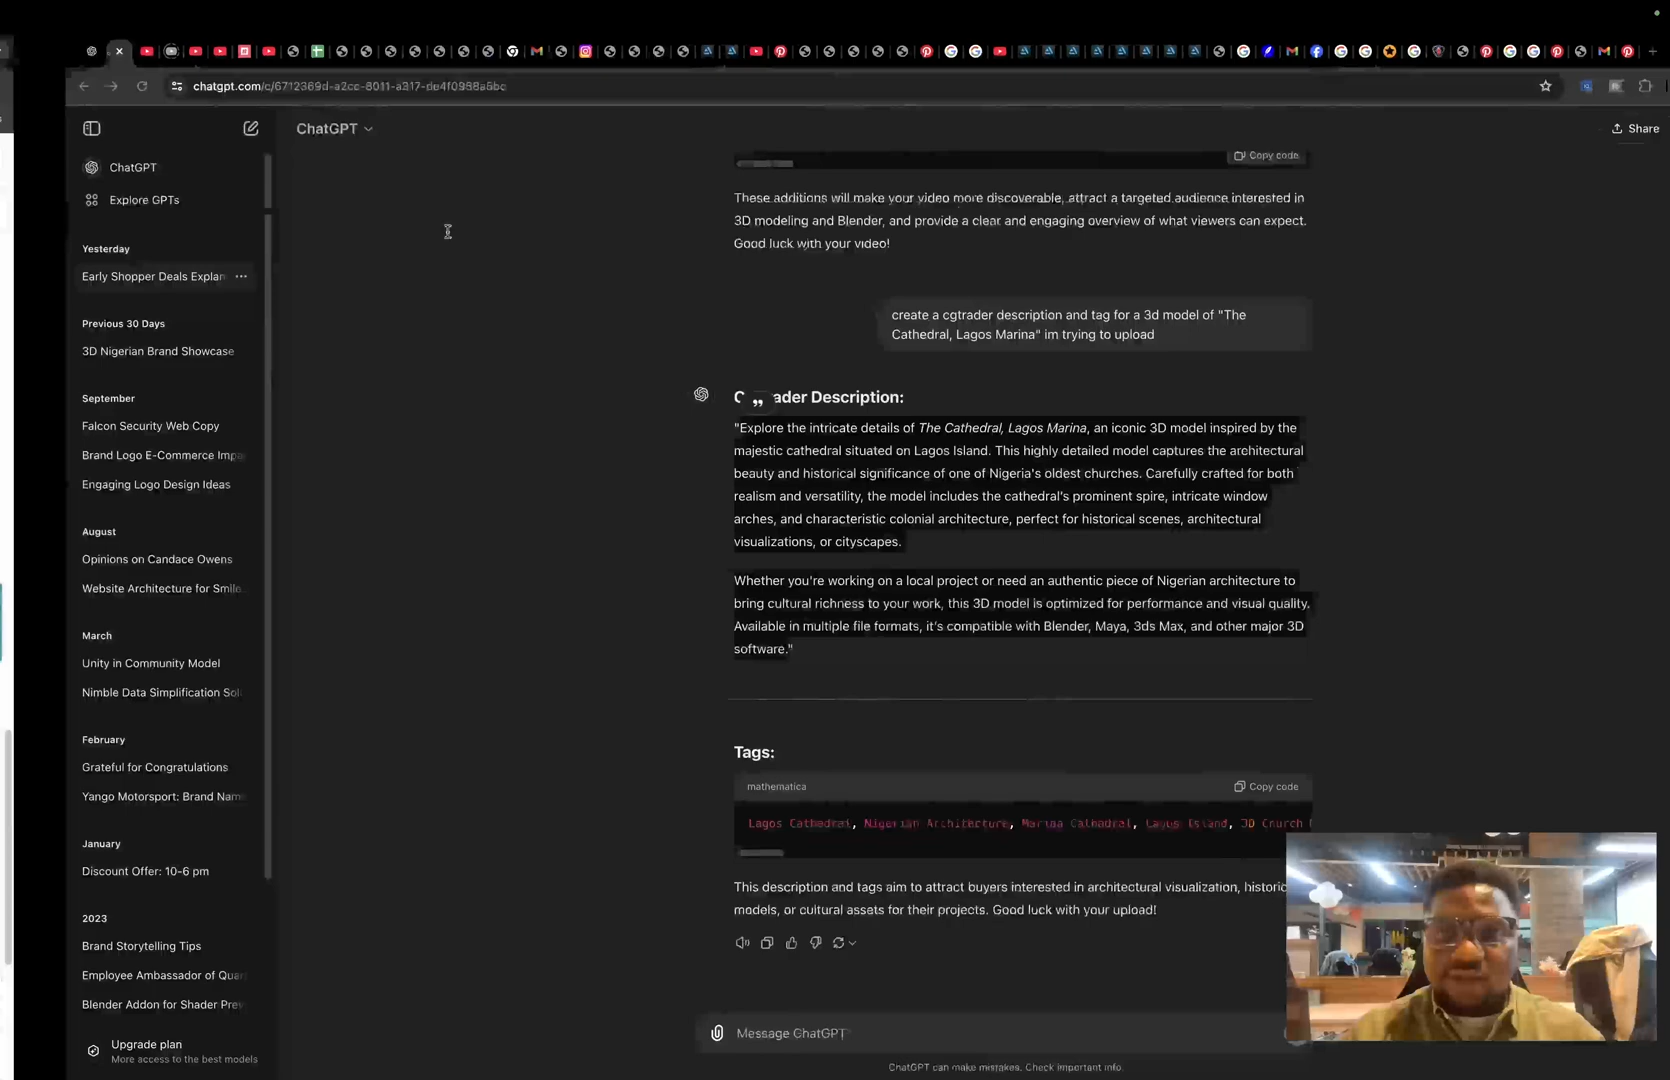 chatgpt.com/c/6712369d-a2cc-8011-a317-de4f0988a5bc
ChatGPT
Share
ChatGPT
Explore GPTs
Yesterday
Early Shopper Deals Explan
Previous 30 Days
3D Nigerian Brand Showcase
September
Falcon Security Web Copy
Brand Logo E-Commerce Impa
Engaging Logo Design Ideas
August
Opinions on Candace Owens
Website Architecture for Smile
March
Unity in Community Model
Nimble Data Simplification Sol
February
Grateful for Congratulations
Yango Motorsport: Brand Nam
January
Discount Offer: 10-6 pm
2023
Brand Storytelling Tips
Employee Ambassador of Qua
Blender Addon for Shader Prev
Upgrade plan
More access to the best models
Copy code
These additions will make your video more discoverable, attract a targeted audience interested in
3D modeling and Blender, and provide a clear and engaging overview of what viewers can expect.
Good luck with your video!
create a cgtrader description and tag for a 3d model of "The
Cathedral, Lagos Marina" im trying to upload
ader Description:
"Explore the intricate details of The Cathedral, Lagos Marina, an iconic 3D model inspired by the
majestic cathedral situated on Lagos Island. This highly detailed model captures the architectural
beauty and historical significance of one of Nigeria's oldest churches. Carefully crafted for both
realism and versatility, the model includes the cathedral's prominent spire, intricate window
arches, and characteristic colonial architecture, perfect for historical scenes, architectural
visualizations, or cityscapes.
Whether you're working on a local project or need an authentic piece of Nigerian architecture to
bring cultural richness to your work, this 3D model is optimized for performance and visual quality.
Available in multiple file formats, it's compatible with Blender, Maya, 3ds Max, and other major 3D
software."
Tags:
mathematica
Copy code
Lagos Cathedral, Nigerian Architecture, Marina Cathedral, Lagos Island, 3D Church
This description and tags aim to attract buyers interested in architectural visualization, historic
models, or cultural assets for their projects. Good luck with your upload!
Message ChatGPT
ChatGPT can make mistakes. Check important info.